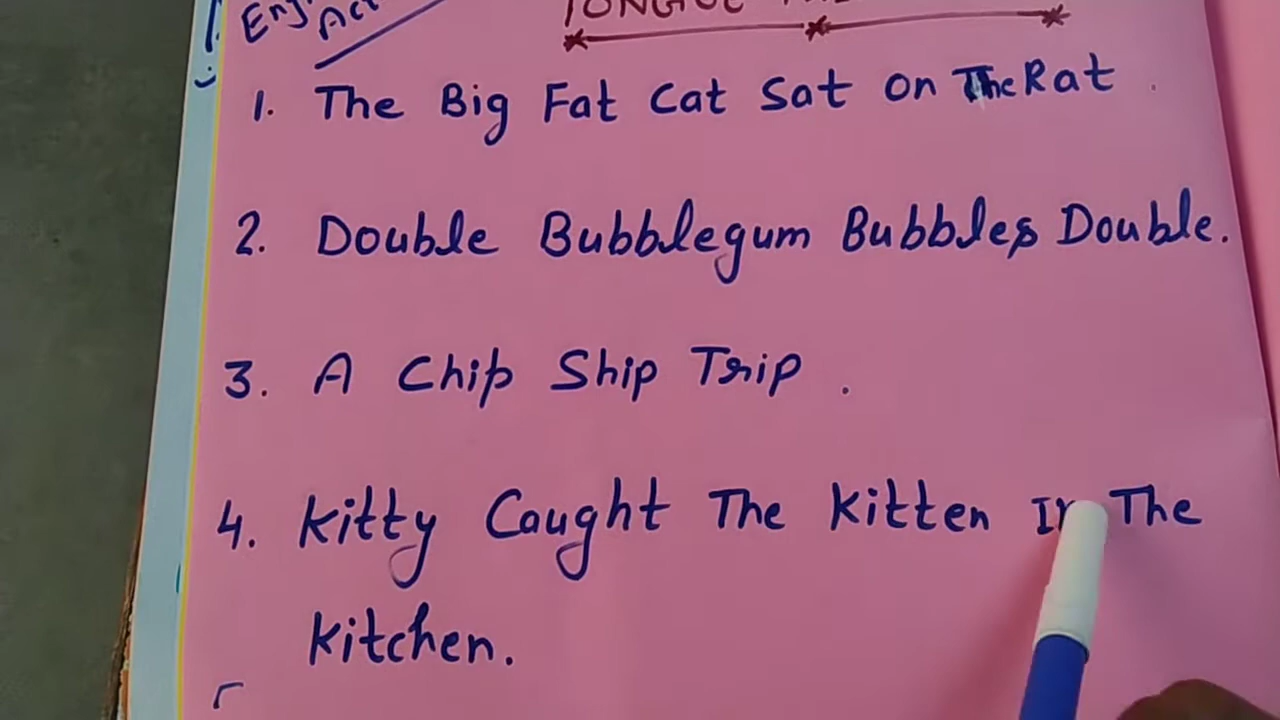 TONGUE
1. The Big Fat Cat Sat On The Rat .
2. Double Bubblegum Bubbles Double.
3. A Chip Ship Trip .
4. Kitty Caught The Kitten In The
Kitchen.